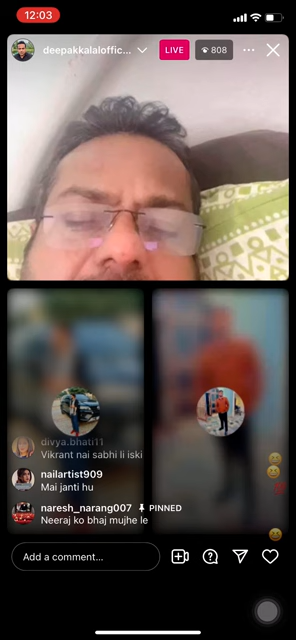 12:03
deepakkalaloffic...
LIVE
808
divya.bhati11
Vikrant nai sabhi li iski
nailartist909
Mai janti hu
naresh_narang007 PINNED
Neeraj ko bhaj mujhe le
Add a comment...